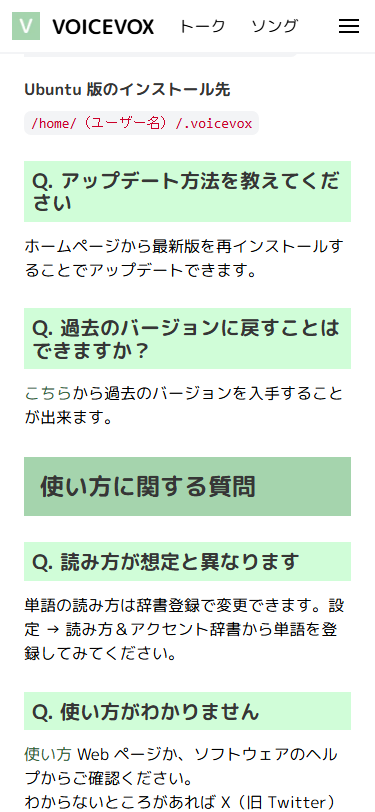 V VOICEVOX トーク ソング
Ubuntu 版のインストール先
/home/（ユーザー名）/.voicevox
Q. アップデート方法を教えてくだ
さい
ホームページから最新版を再インストールす
ることでアップデートできます。
Q. 過去のバージョンに戻すことは
できますか？
こちらから過去のバージョンを入手すること
が出来ます。
使い方に関する質問
Q. 読み方が想定と異なります
単語の読み方は辞書登録で変更できます。設
定 → 読み方＆アクセント辞書から単語を登
録してみてください。
Q. 使い方がわかりません
使い方 Web ページか、ソフトウェアのヘル
プからご確認ください。
わからないところがあれば X（旧 Twitter）